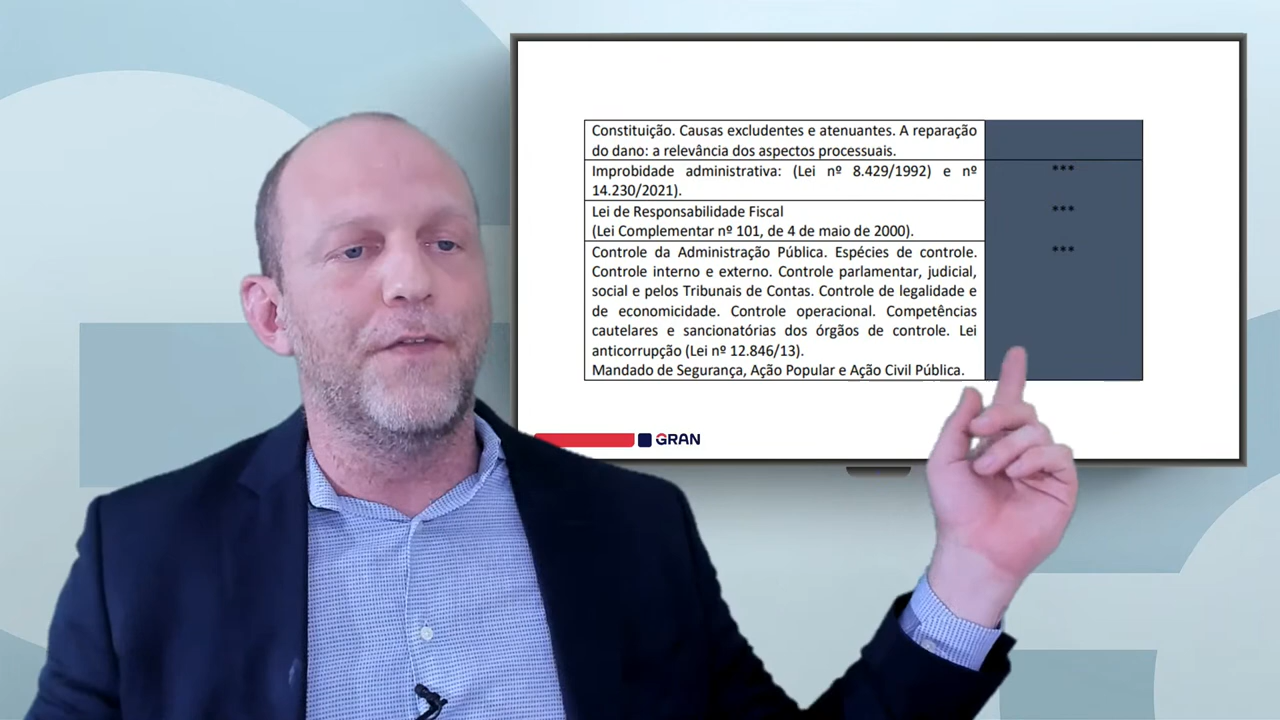 Constituição. Causas excludentes e atenuantes. A reparação
do dano: a relevância dos aspectos processuais.
Improbidade administrativa: (Lei nº 8.429/1992) e nº
14.230/2021).
***
Lei de Responsabilidade Fiscal
(Lei Complementar nº 101, de 4 de maio de 2000).
***
Controle da Administração Pública. Espécies de controle.
Controle interno e externo. Controle parlamentar, judicial,
social e pelos Tribunais de Contas. Controle de legalidade e
de economicidade. Controle operacional. Competências
cautelares e sancionatórias dos órgãos de controle. Lei
anticorrupção (Lei nº 12.846/13).
Mandado de Segurança, Ação Popular e Ação Civil Pública.
***
GRAN